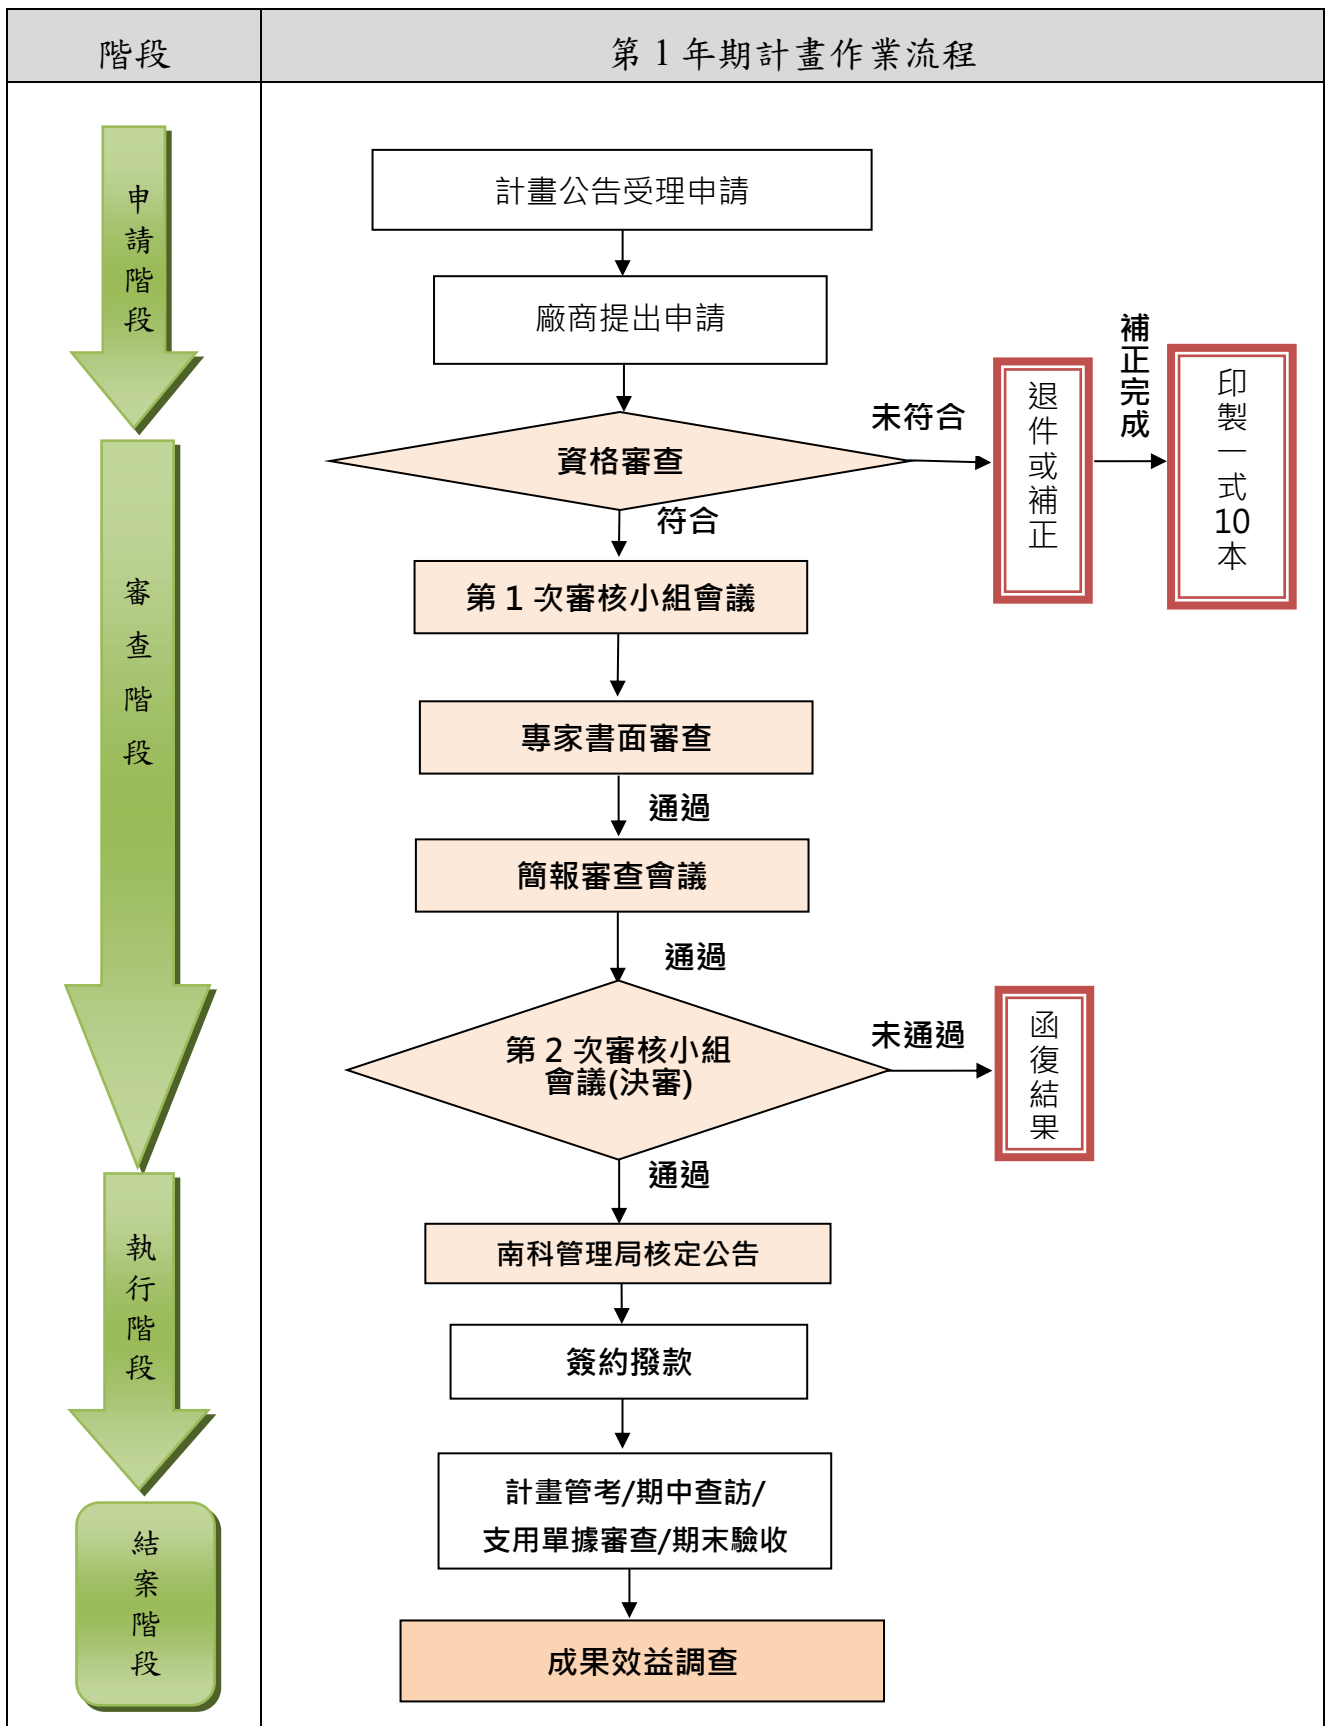 階段
第 1 年期計畫作業流程
申請階段
審查階段
執行階段
結案階段
計畫公告受理申請
廠商提出申請
資格審查
未符合
退件或補正
補正完成
印製一式10本
符合
第 1 次審核小組會議
專家書面審查
通過
簡報審查會議
通過
第 2 次審核小組
會議(決審)
未通過
函復結果
通過
南科管理局核定公告
簽約撥款
計畫管考/期中查訪/
支用單據審查/期末驗收
成果效益調查